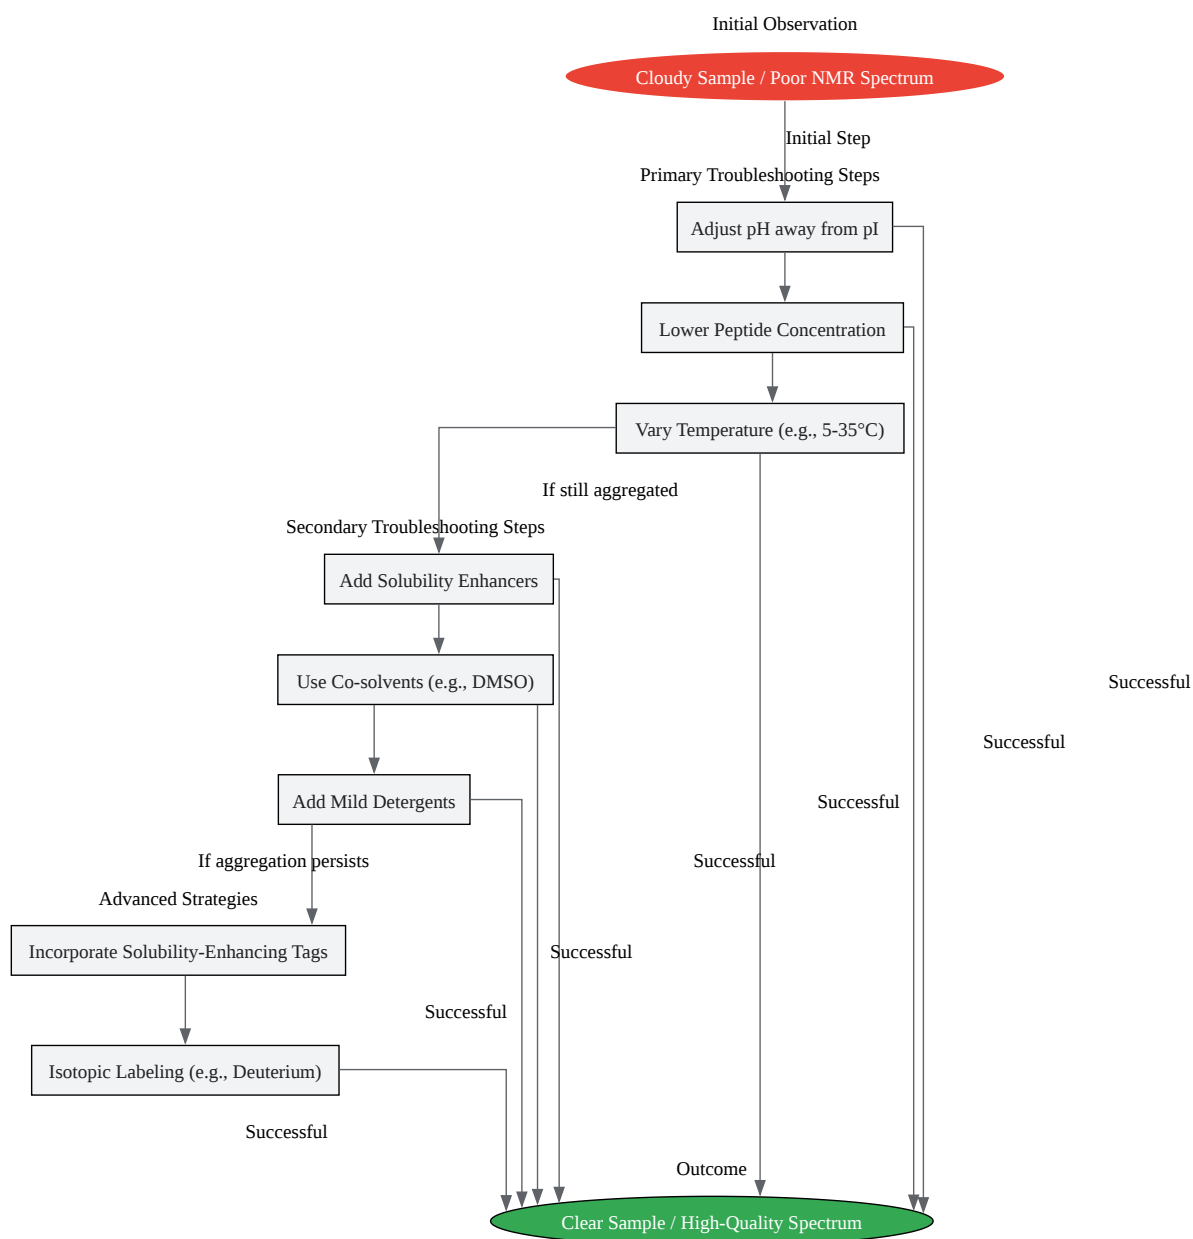 Initial Observation
Cloudy Sample / Poor NMR Spectrum
Initial Step
Primary Troubleshooting Steps
Adjust pH away from pI
Lower Peptide Concentration
Vary Temperature (e.g., 5-35°C)
If still aggregated
Secondary Troubleshooting Steps
Add Solubility Enhancers
Use Co-solvents (e.g., DMSO)
Successful
Successful
Add Mild Detergents
Successful
If aggregation persists
Successful
Advanced Strategies
Incorporate Solubility-Enhancing Tags
Successful
Successful
Isotopic Labeling (e.g., Deuterium)
Successful
Outcome
Clear Sample / High-Quality Spectrum